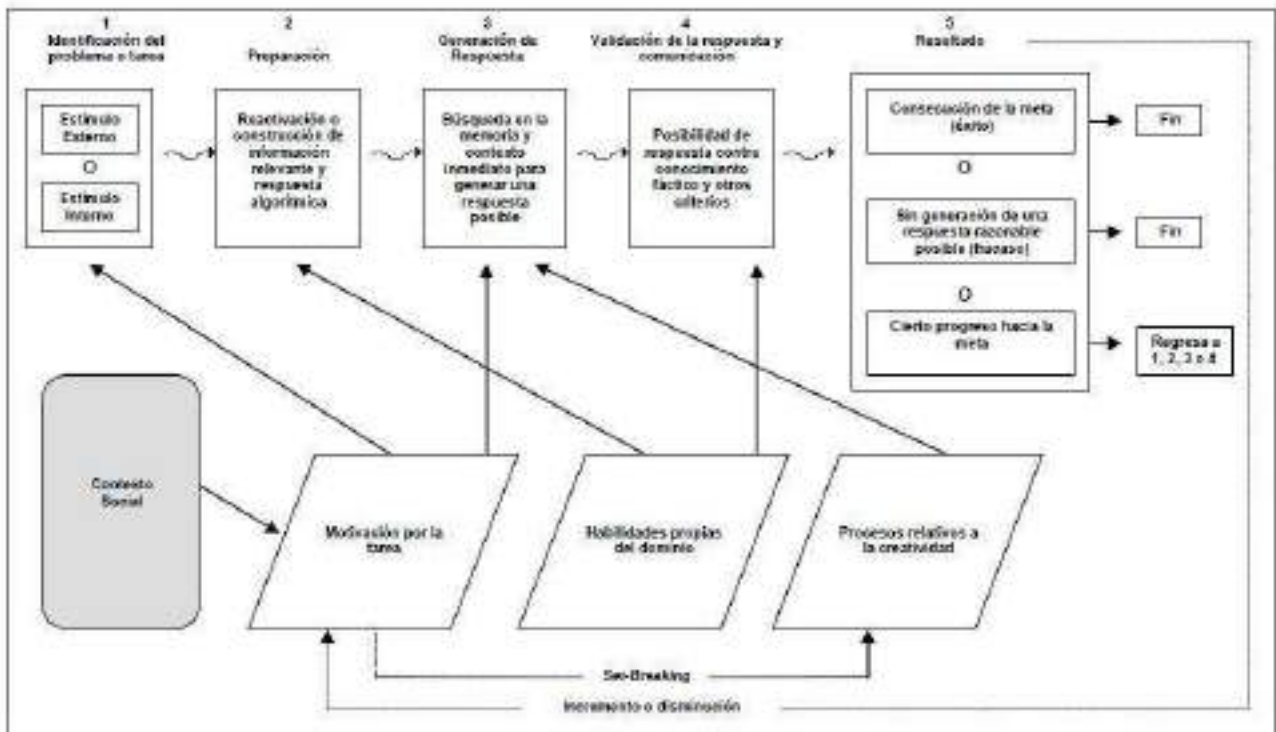 1
Identificación del
problema o tarea
2
Preparación
3
Generación de
Respuesta
4
Validación de la respuesta y
comunicación
5
Resultado
Estímulo
Externo
O
Estímulo
Interno
Reactivación o
construcción de
información
relevante y
respuesta
algorítmica
Búsqueda en la
memoria y
contexto
inmediato para
generar una
respuesta
posible
Posibilidad de
respuesta contra
conocimiento
fáctico y otros
criterios
Consecución de la meta
(éxito)
O
Sin generación de una
respuesta razonable
posible (fracaso)
O
Cierto progreso hacia la
meta
Fin
Fin
Regresa a
1, 2, 3 o 4
Contexto
Social
Motivación por la
tarea
Habilidades propias
del dominio
Procesos relativos a
la creatividad
Set-Breaking
Incremento o disminución